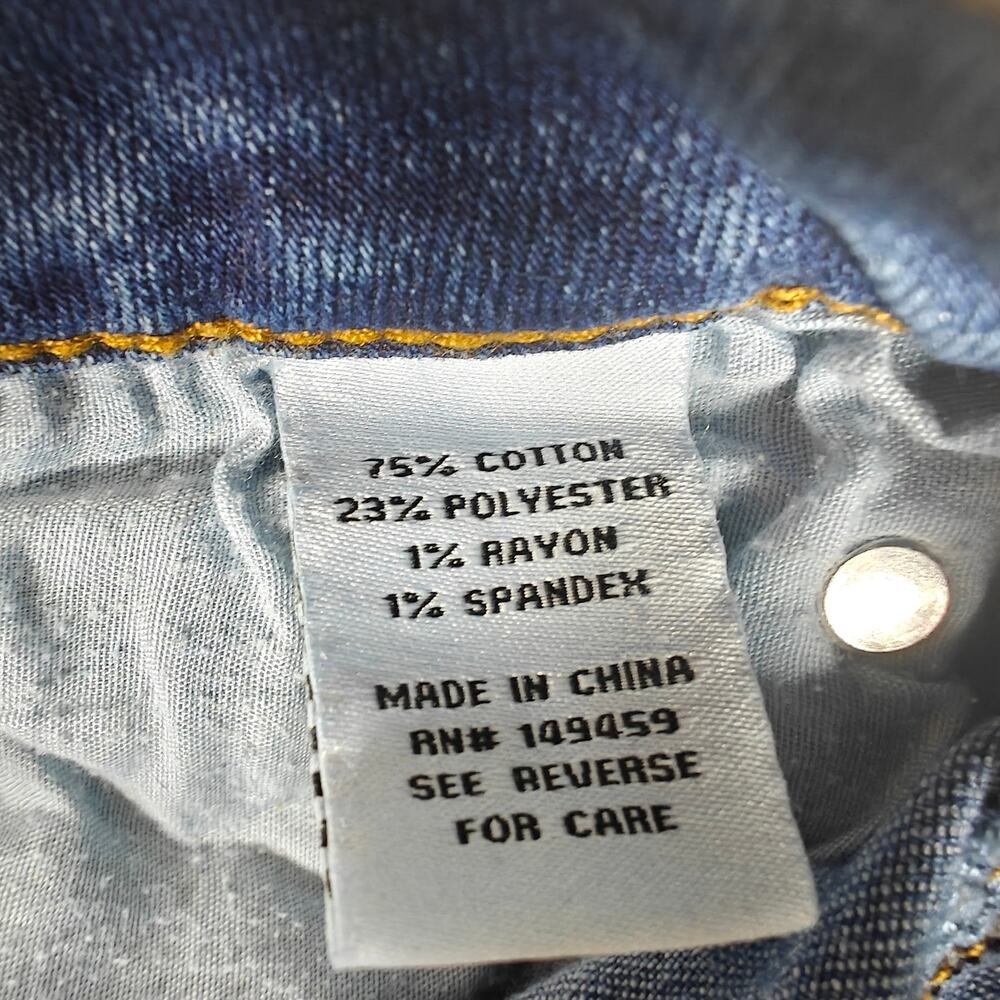 75% COTTON
23% POLYESTER
1% RAYON
1% SPANDEX
MADE IN CHINA
RN# 149459
SEE REVERSE
FOR CARE